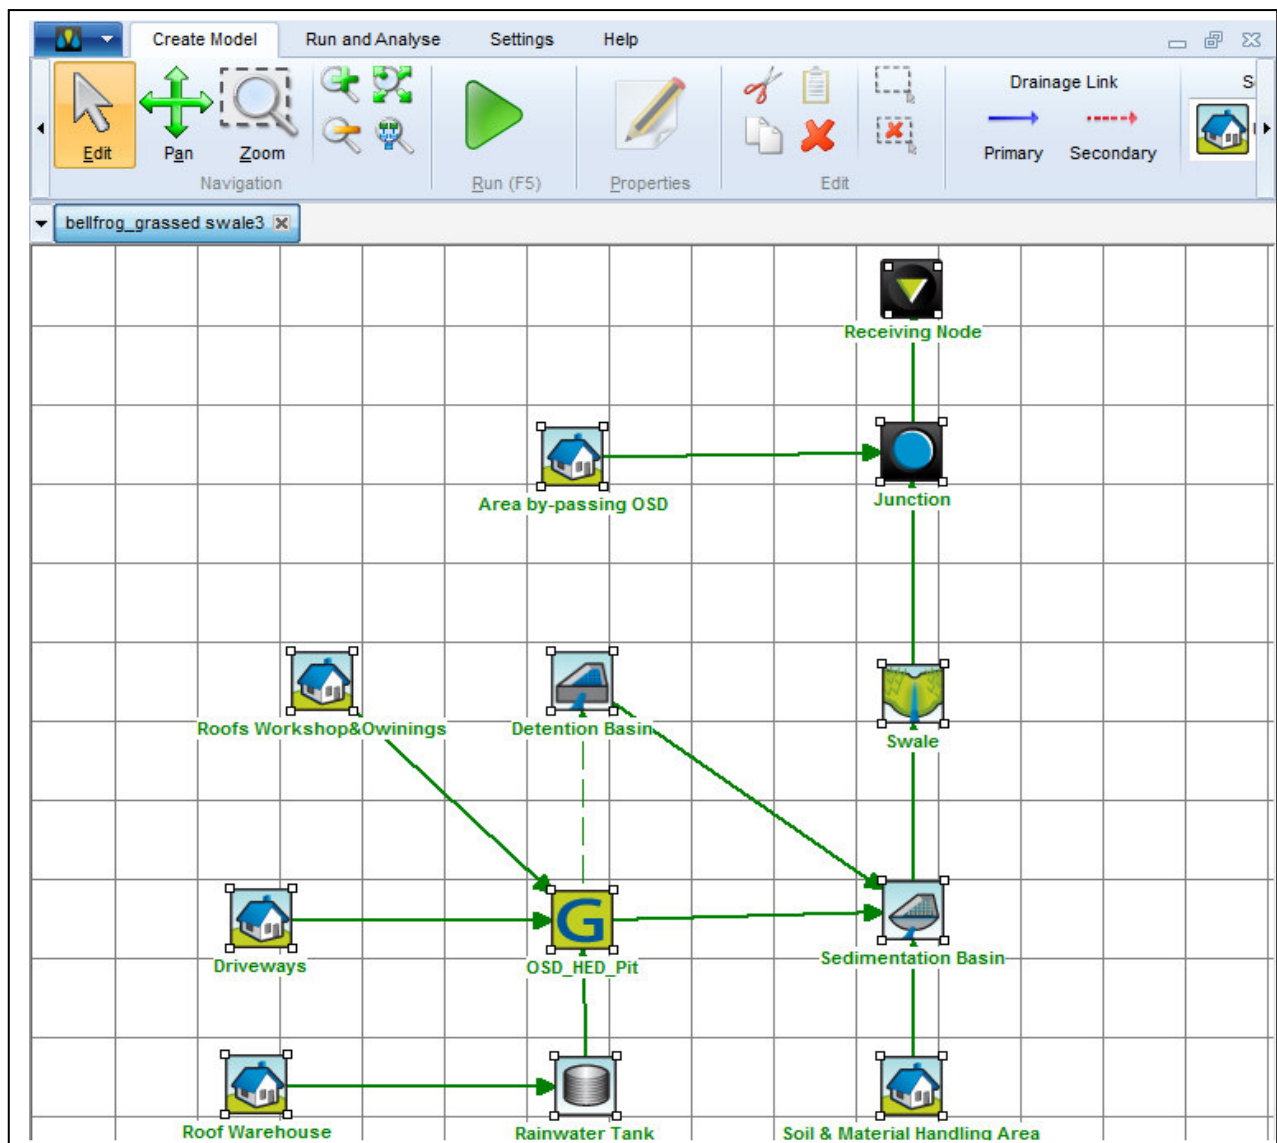 Create Model Run and Analyse Settings Help
Drainage Link S
Edit Pan Zoom Primary Secondary
Navigation Run (F5) Properties Edit
bellfrog_grassed swale3
Receiving Node
Area by-passing OSD Junction
Roofs Workshop&Owinings Detention Basin Swale
G
Driveways OSD_HED_Pit Sedimentation Basin
Roof Warehouse Rainwater Tank Soil & Material Handling Area